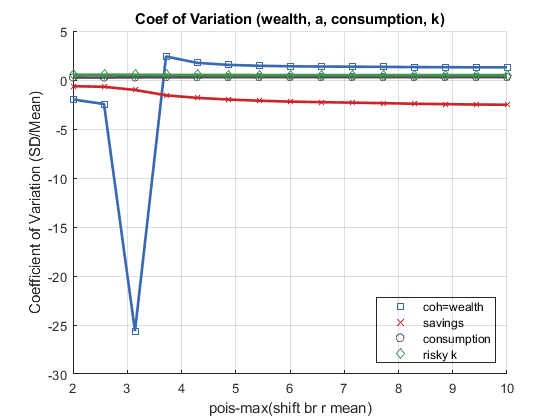 Coef of Variation (wealth, a, consumption, k)
Coefficient of Variation (SD/Mean)
5
0
-5
-10
-15
-20
-25
-30
2 3 4 5 6 7 8 9 10
pois-max(shift br r mean)
coh=wealth
savings
consumption
risky k